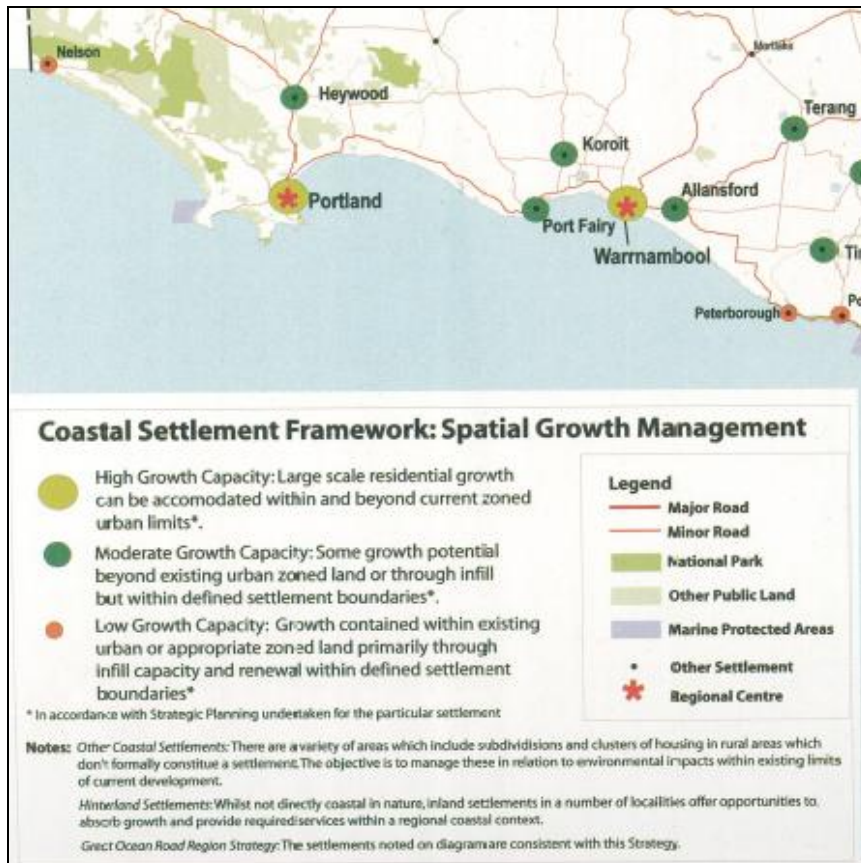 Nelson
Mortlake
Heywood
Terang
Koroit
Portland
Allansford
Port Fairy
Warrnambool
Tim
Peterborough
Po
Coastal Settlement Framework: Spatial Growth Management
High Growth Capacity: Large scale residential growth
can be accomodated within and beyond current zoned
urban limits*.
Moderate Growth Capacity: Some growth potential
beyond existing urban zoned land or through infill
but within defined settlement boundaries*.
Low Growth Capacity: Growth contained within existing
urban or appropriate zoned land primarily through
infill capacity and renewal within defined settlement
boundaries*
* In accordance with Strategic Planning undertaken for the particular settlement
Legend
Major Road
Minor Road
National Park
Other Public Land
Marine Protected Areas
Other Settlement
Regional Centre
Notes: Other Coastal Settlements: There are a variety of areas which include subdividisions and clusters of housing in rural areas which
don't formally constitute a settlement. The objective is to manage these in relation to environmental impacts within existing limits
of current development.
Hinterland Settlements: Whilst not directly coastal in nature, inland settlements in a number of localilities offer opportunities to
absorb growth and provide required services within a regional coastal context.
Great Ocean Road Region Strategy: The settlements noted on diagram are consistent with this Strategy.